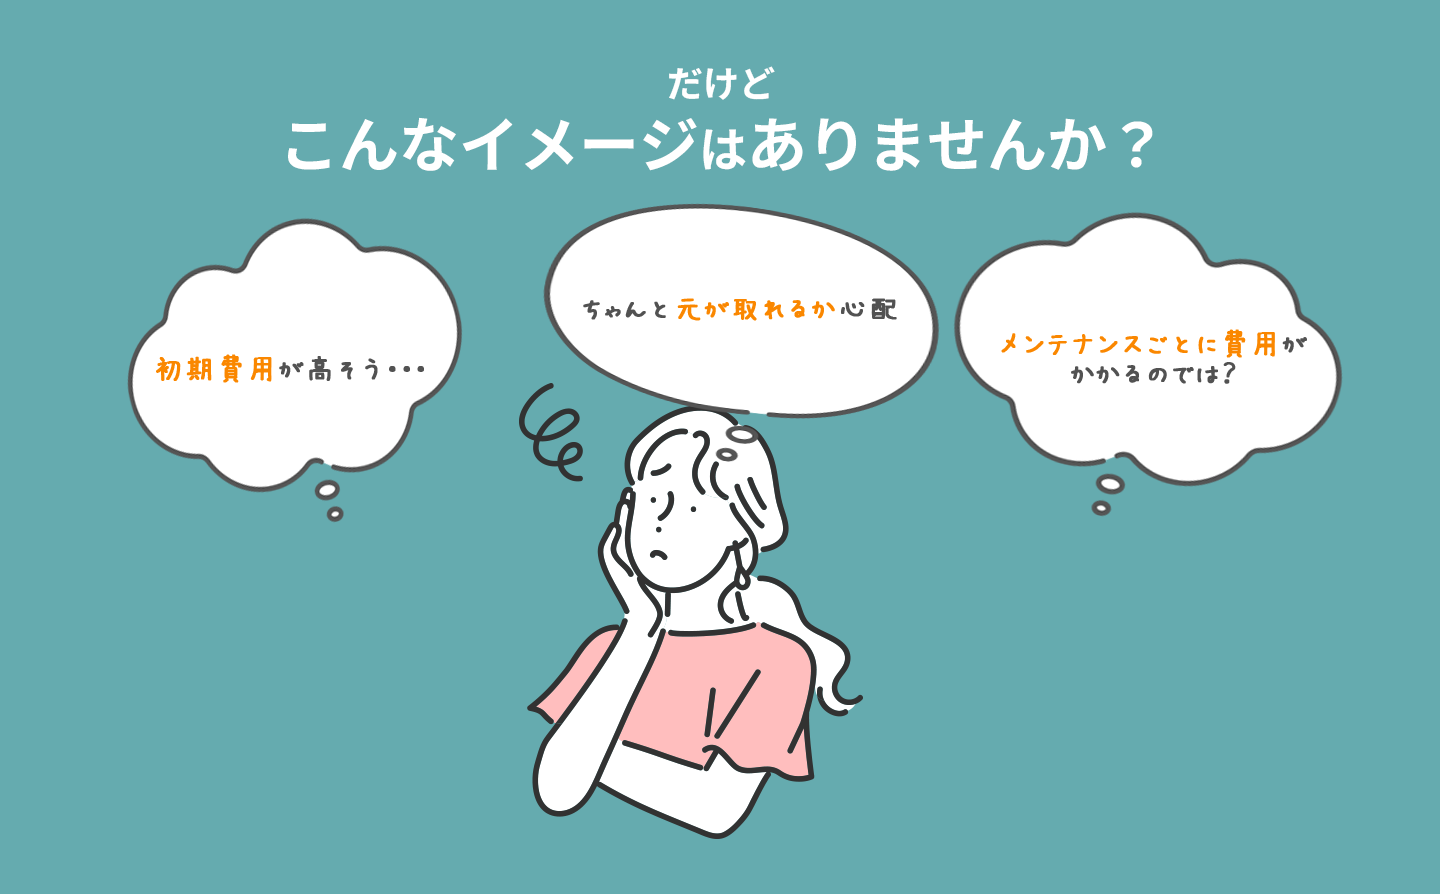 だけど
こんなイメージはありませんか？
初期費用が高そう・・・
ちゃんと元が取れるか心配
メンテナンスごとに費用が
かかるのでは？